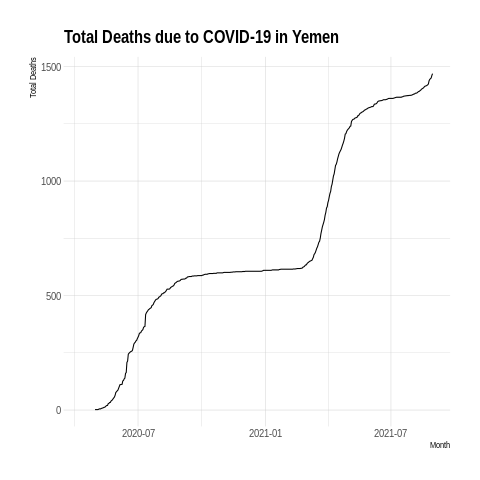 Total Deaths due to COVID-19 in Yemen
Total Deaths
1500
1000
500
0
2020-07
2021-01
2021-07
Month